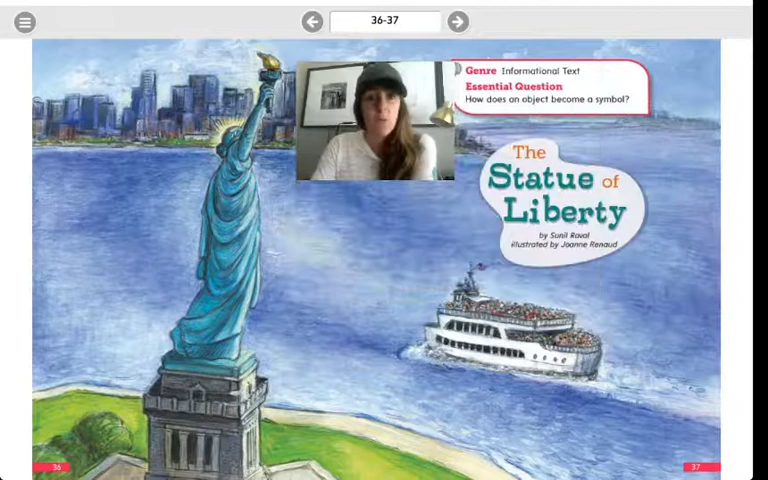 36-37
Genre Informational Text
Essential Question
How does an object become a symbol?
The
Statue of
Liberty
by Sunil Raval
illustrated by Joanne Renaud
36
37